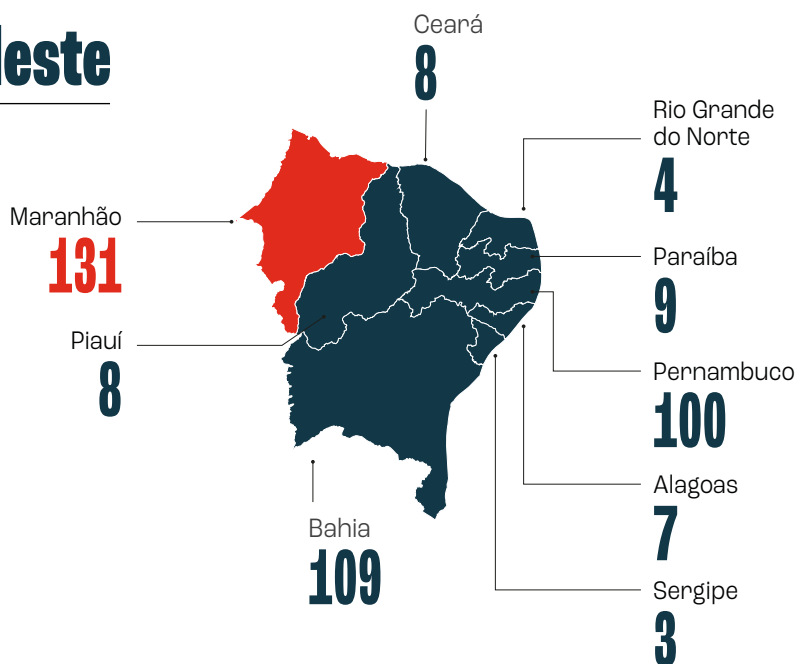 Ceará
8
Rio Grande
do Norte
4
Maranhão
131
Paraíba
9
Piauí
8
Pernambuco
100
Alagoas
7
Bahia
109
Sergipe
3